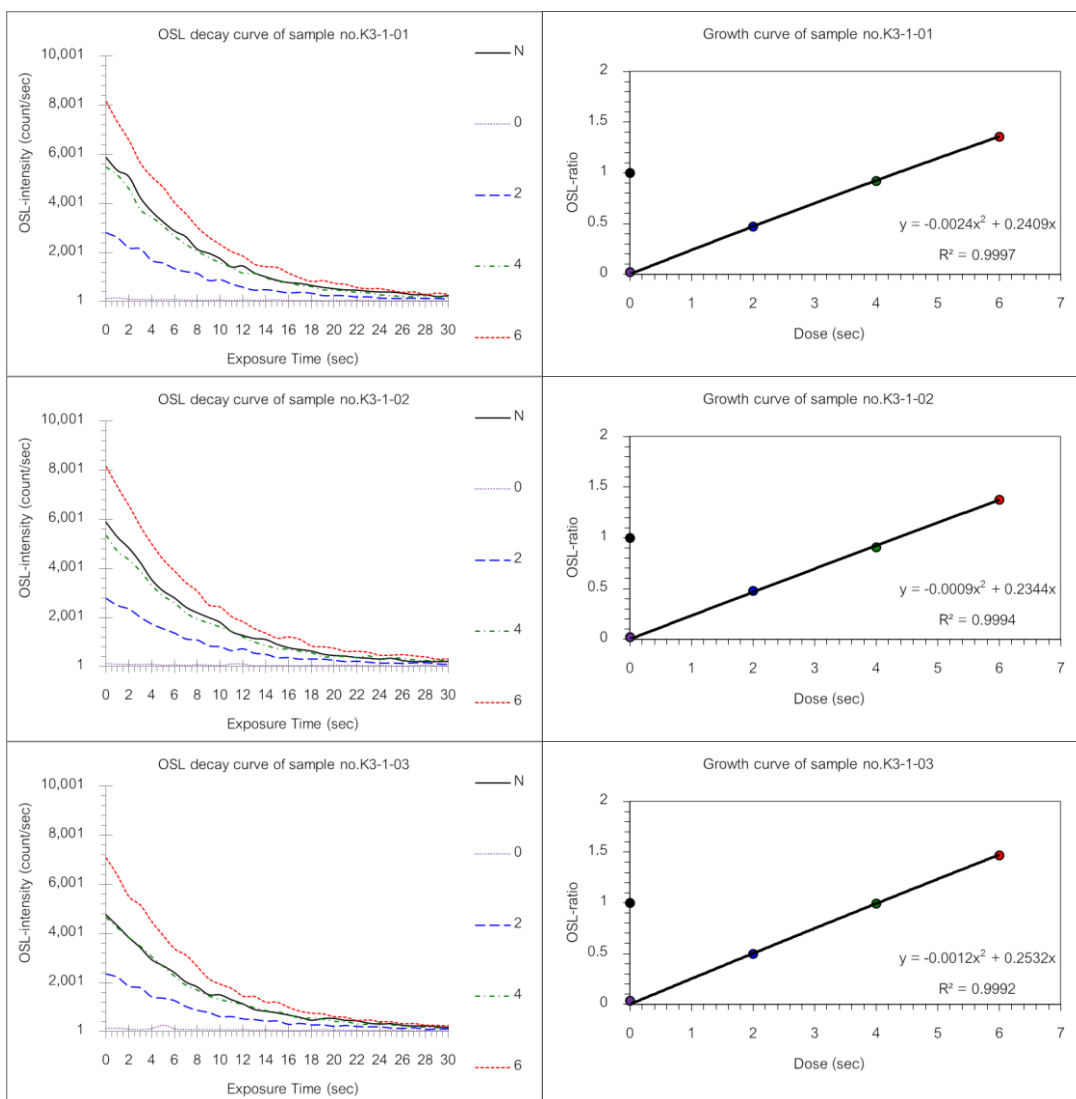 OSL decay curve of sample no.K3-1-01
OSL-intensity (count/sec)
10,001
8,001
6,001
4,001
2,001
1
0 2 4 6 8 10 12 14 16 18 20 22 24 26 28 30
Exposure Time (sec)
N
0
2
4
6
Growth curve of sample no.K3-1-01
OSL-ratio
2
1.5
1
0.5
0
y = -0.0024x² + 0.2409x
R² = 0.9997
0 2 4 6
Dose (sec)
OSL decay curve of sample no.K3-1-02
OSL-intensity (count/sec)
10,001
8,001
6,001
4,001
2,001
1
0 2 4 6 8 10 12 14 16 18 20 22 24 26 28 30
Exposure Time (sec)
N
0
2
4
6
Growth curve of sample no.K3-1-02
OSL-ratio
2
1.5
1
0.5
0
y = -0.0009x² + 0.2344x
R² = 0.9994
0 1 2 3 4 5 6 7
Dose (sec)
OSL decay curve of sample no.K3-1-03
OSL-intensity (count/sec)
10,001
8,001
6,001
4,001
2,001
1
0 2 4 6 8 10 12 14 16 18 20 22 24 26 28 30
Exposure Time (sec)
N
0
2
4
6
Growth curve of sample no.K3-1-03
OSL-ratio
2
1.5
1
0.5
0
y = -0.0012x² + 0.2532x
R² = 0.9992
0 1 2 3 4 5 6 7
Dose (sec)